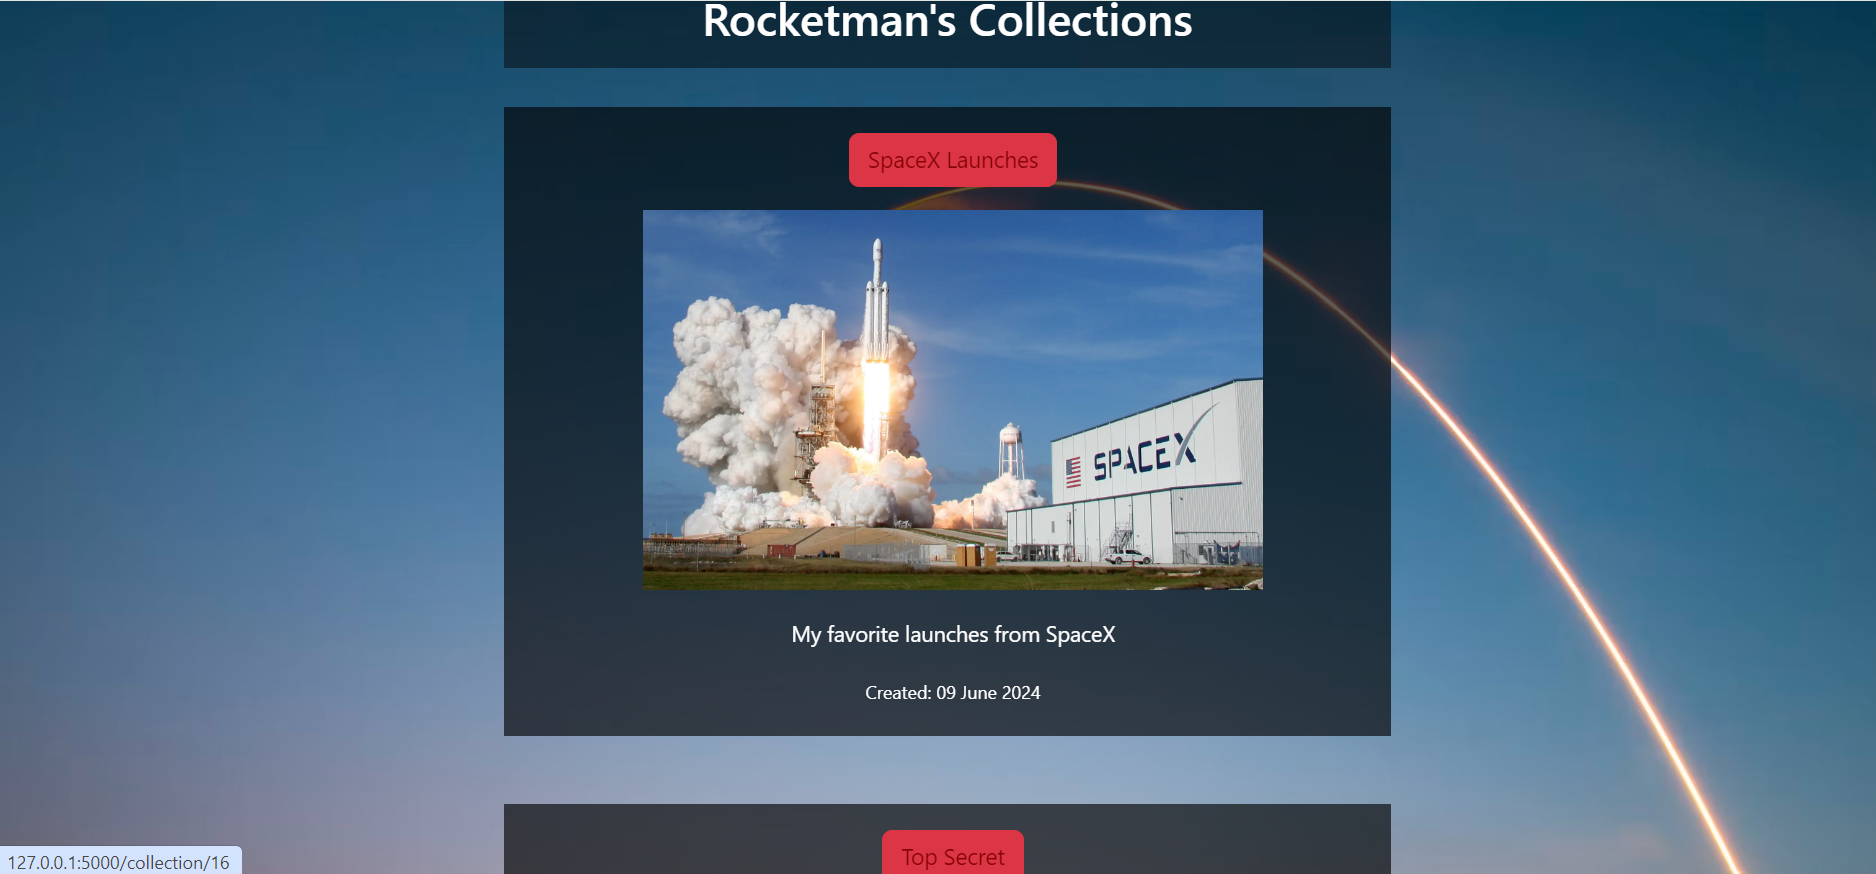 Rocketman's Collections
SpaceX Launches
SPACEX
My favorite launches from SpaceX
Created: 09 June 2024
Top Secret
127.0.0.1:5000/collection/16